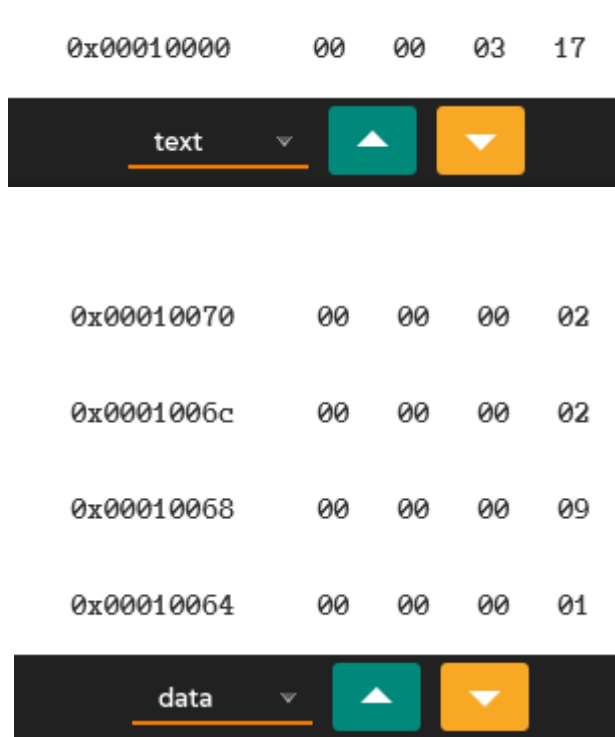 0x00010000 00 00 03 17
text
0x00010070 00 00 00 02
0x0001006c 00 00 00 02
0x00010068 00 00 00 09
0x00010064 00 00 00 01
data